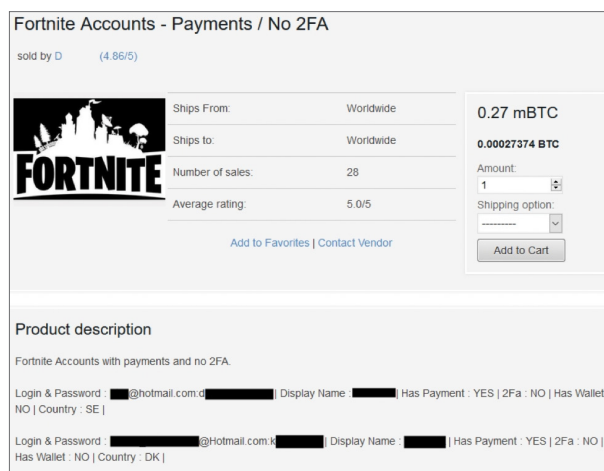 Fortnite Accounts - Payments / No 2FA
sold by D (4.86/5)
FORTNITE
Ships From: Worldwide
Ships to: Worldwide
Number of sales: 28
Average rating: 5.0/5
Add to Favorites | Contact Vendor
0.27 mBTC
0.00027374 BTC
Amount:
1
Shipping option:
---------
Add to Cart
Product description
Fortnite Accounts with payments and no 2FA.
Login & Password : @hotmail.com:d | Display Name : | Has Payment : YES | 2Fa : NO | Has Wallet
NO | Country : SE |
Login & Password : @Hotmail.com:k | Display Name : | Has Payment : YES | 2Fa : NO |
Has Wallet : NO | Country : DK |